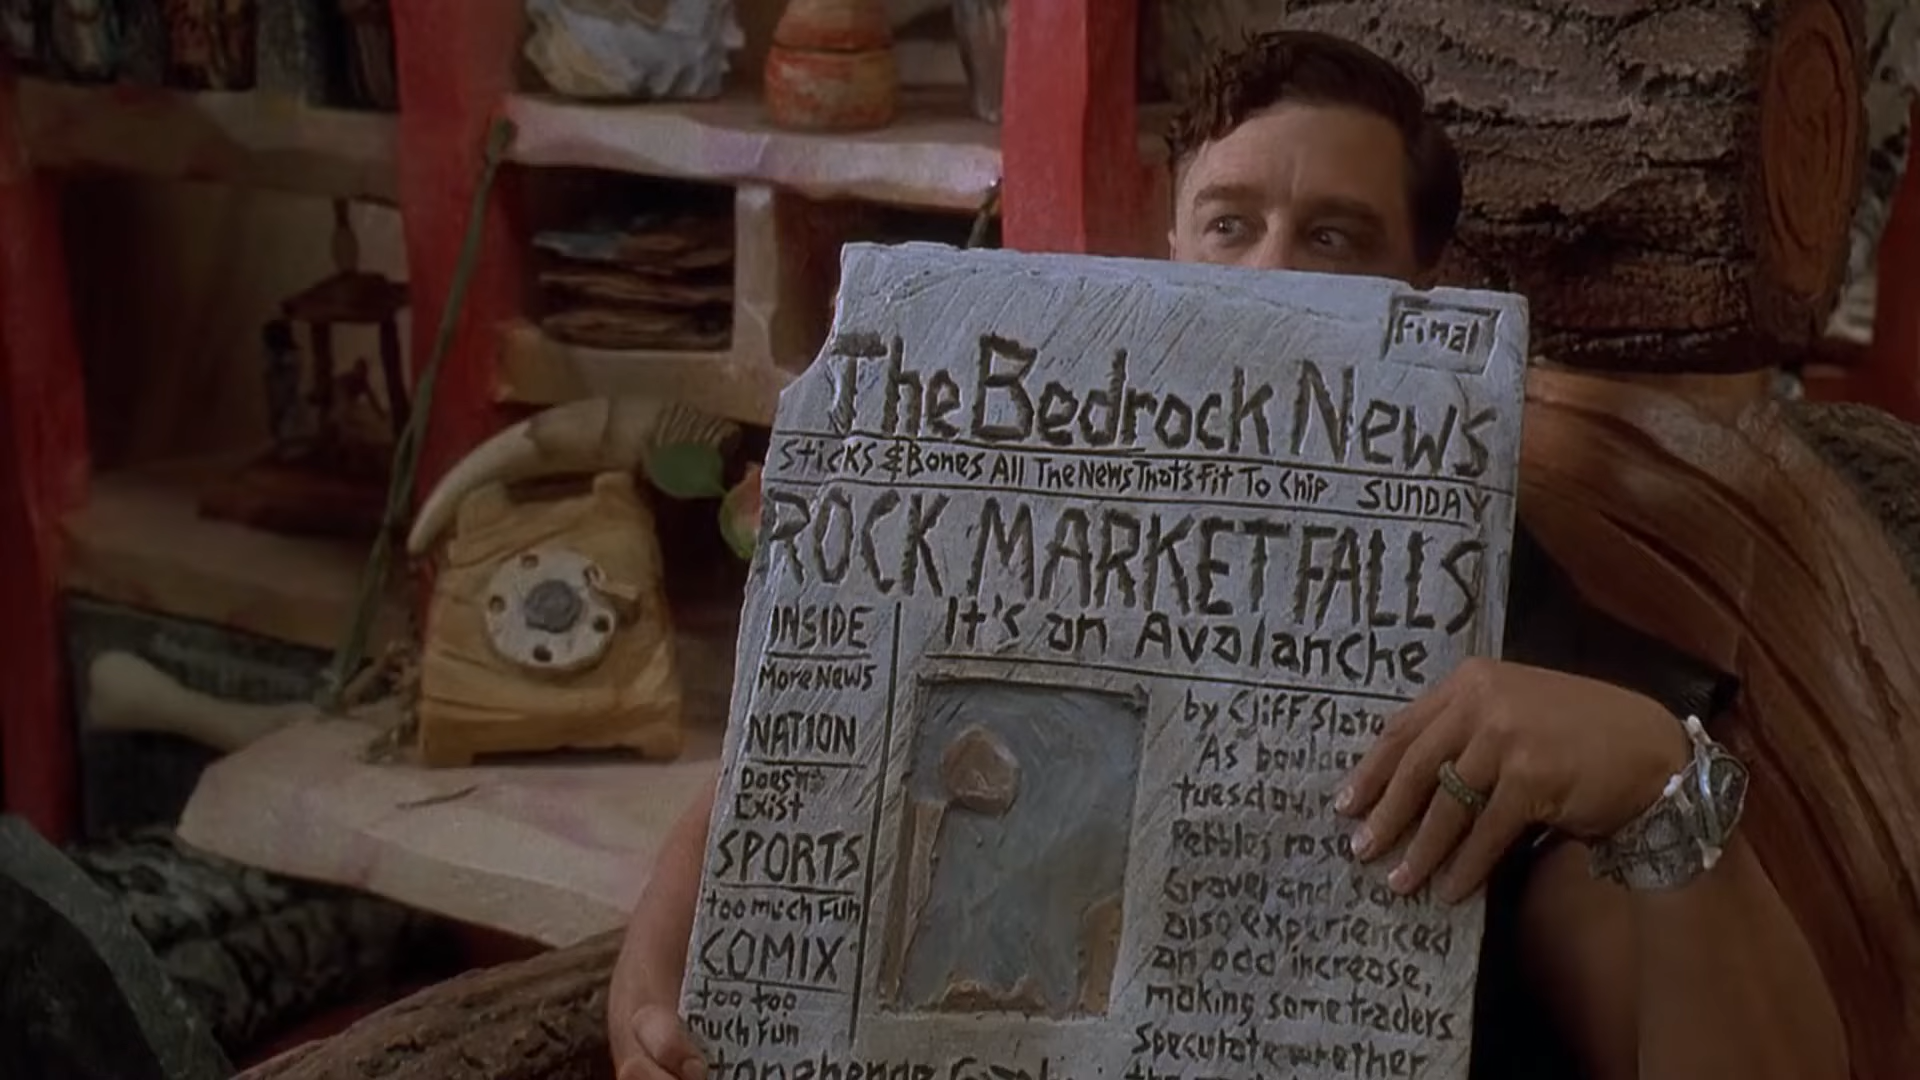 Final
The Bedrock News
Sticks & Bones All The News That's Fit To Chip SUNDAY
ROCK MARKET FALLS
It's an Avalanche
INSIDE
More News
NATION
Doesn't
Exist
SPORTS
too much Fun
COMIX
too too
much Fun
by Cliff
As
tuesday,
Pebbles rose
Gravel and
also experienced
an odd increase,
making some traders
speculate wether